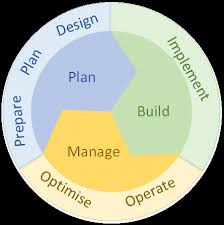 Prepare
Plan
Design
Implement
Operate
Optimise
Plan
Build
Manage